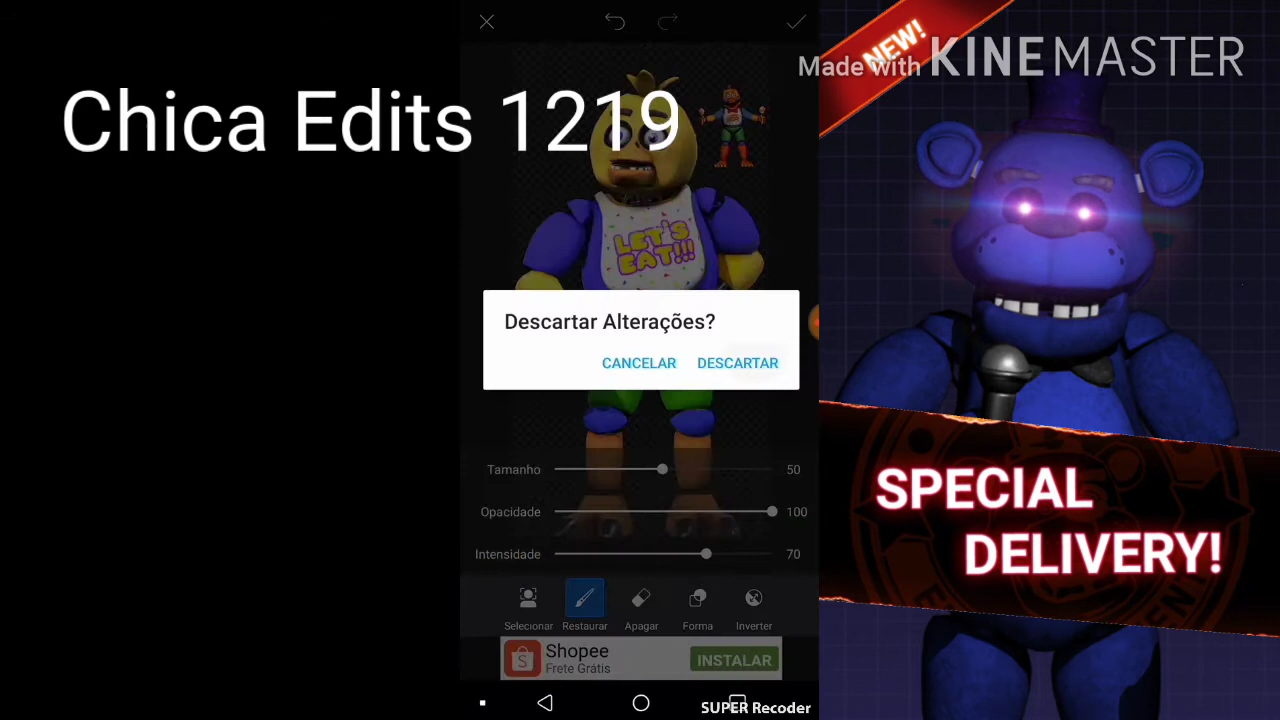 NEW!
Made with KINEMASTER
Chica Edits 1219
LET'S
EAT!!!
Descartar Alterações?
CANCELAR DESCARTAR
Tamanho 50
Opacidade 100
Intensidade 70
Selecionar Restaurar Apagar Forma Inverter
Shopee
Frete Grátis
INSTALAR
SUPER Recorder
SPECIAL
DELIVERY!